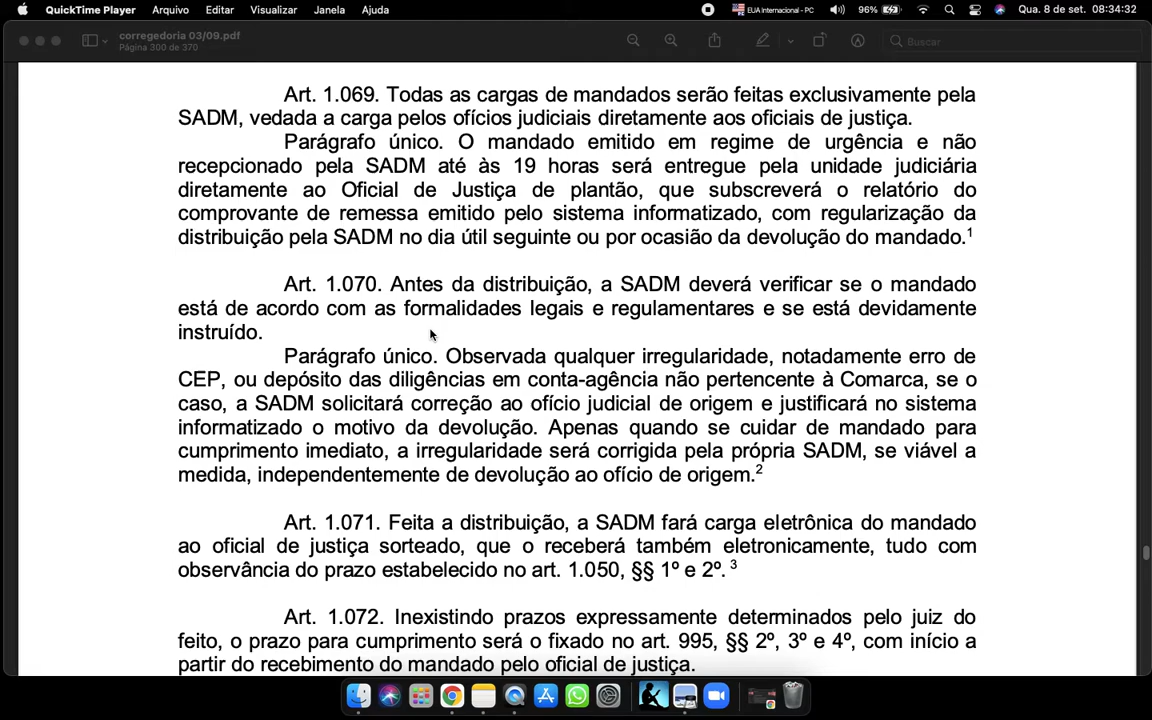 QuickTime Player Arquivo Editar Visualizar Janela Ajuda EUA Internacional - PC 96% Qua. 8 de set. 08:34:32
corregedoria 03/09.pdf
Página 300 de 370
Buscar
Art. 1.069. Todas as cargas de mandados serão feitas exclusivamente pela
SADM, vedada a carga pelos ofícios judiciais diretamente aos oficiais de justiça.
Parágrafo único. O mandado emitido em regime de urgência e não
recepcionado pela SADM até às 19 horas será entregue pela unidade judiciária
diretamente ao Oficial de Justiça de plantão, que subscreverá o relatório do
comprovante de remessa emitido pelo sistema informatizado, com regularização da
distribuição pela SADM no dia útil seguinte ou por ocasião da devolução do mandado.¹
Art. 1.070. Antes da distribuição, a SADM deverá verificar se o mandado
está de acordo com as formalidades legais e regulamentares e se está devidamente
instruído.
Parágrafo único. Observada qualquer irregularidade, notadamente erro de
CEP, ou depósito das diligências em conta-agência não pertencente à Comarca, se o
caso, a SADM solicitará correção ao ofício judicial de origem e justificará no sistema
informatizado o motivo da devolução. Apenas quando se cuidar de mandado para
cumprimento imediato, a irregularidade será corrigida pela própria SADM, se viável a
medida, independentemente de devolução ao ofício de origem.²
Art. 1.071. Feita a distribuição, a SADM fará carga eletrônica do mandado
ao oficial de justiça sorteado, que o receberá também eletronicamente, tudo com
observância do prazo estabelecido no art. 1.050, §§ 1º e 2º. ³
Art. 1.072. Inexistindo prazos expressamente determinados pelo juiz do
feito, o prazo para cumprimento será o fixado no art. 995, §§ 2º, 3º e 4º, com início a
partir do recebimento do mandado pelo oficial de justiça.